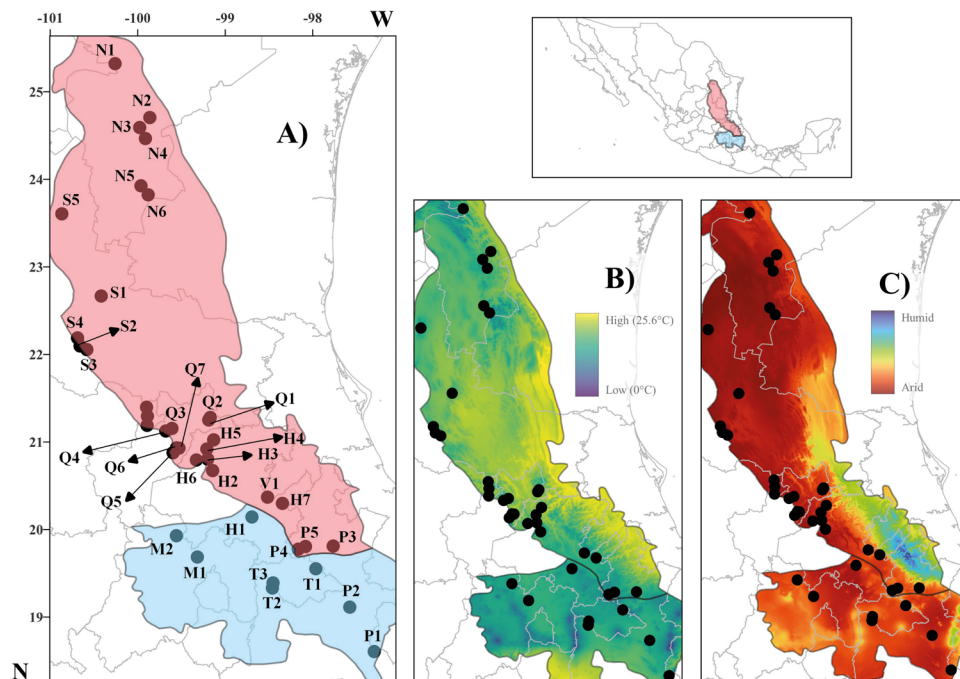 -101 -100 -99 -98 W
N1
25
N2
A)
N3
N4
24
N5
S5
N6
B)
C)
23
S1
High (25.6°C)
Humid
S4
S2
22
S3
Q7
Low (0°C)
Arid
Q1
Q2
Q3
21
H5
H4
Q4
H3
Q6
H6
H2
Q5
V1
H7
20
H1
M2
P5
P3
P4
M1
T3
T1
T2
P2
19
P1
N